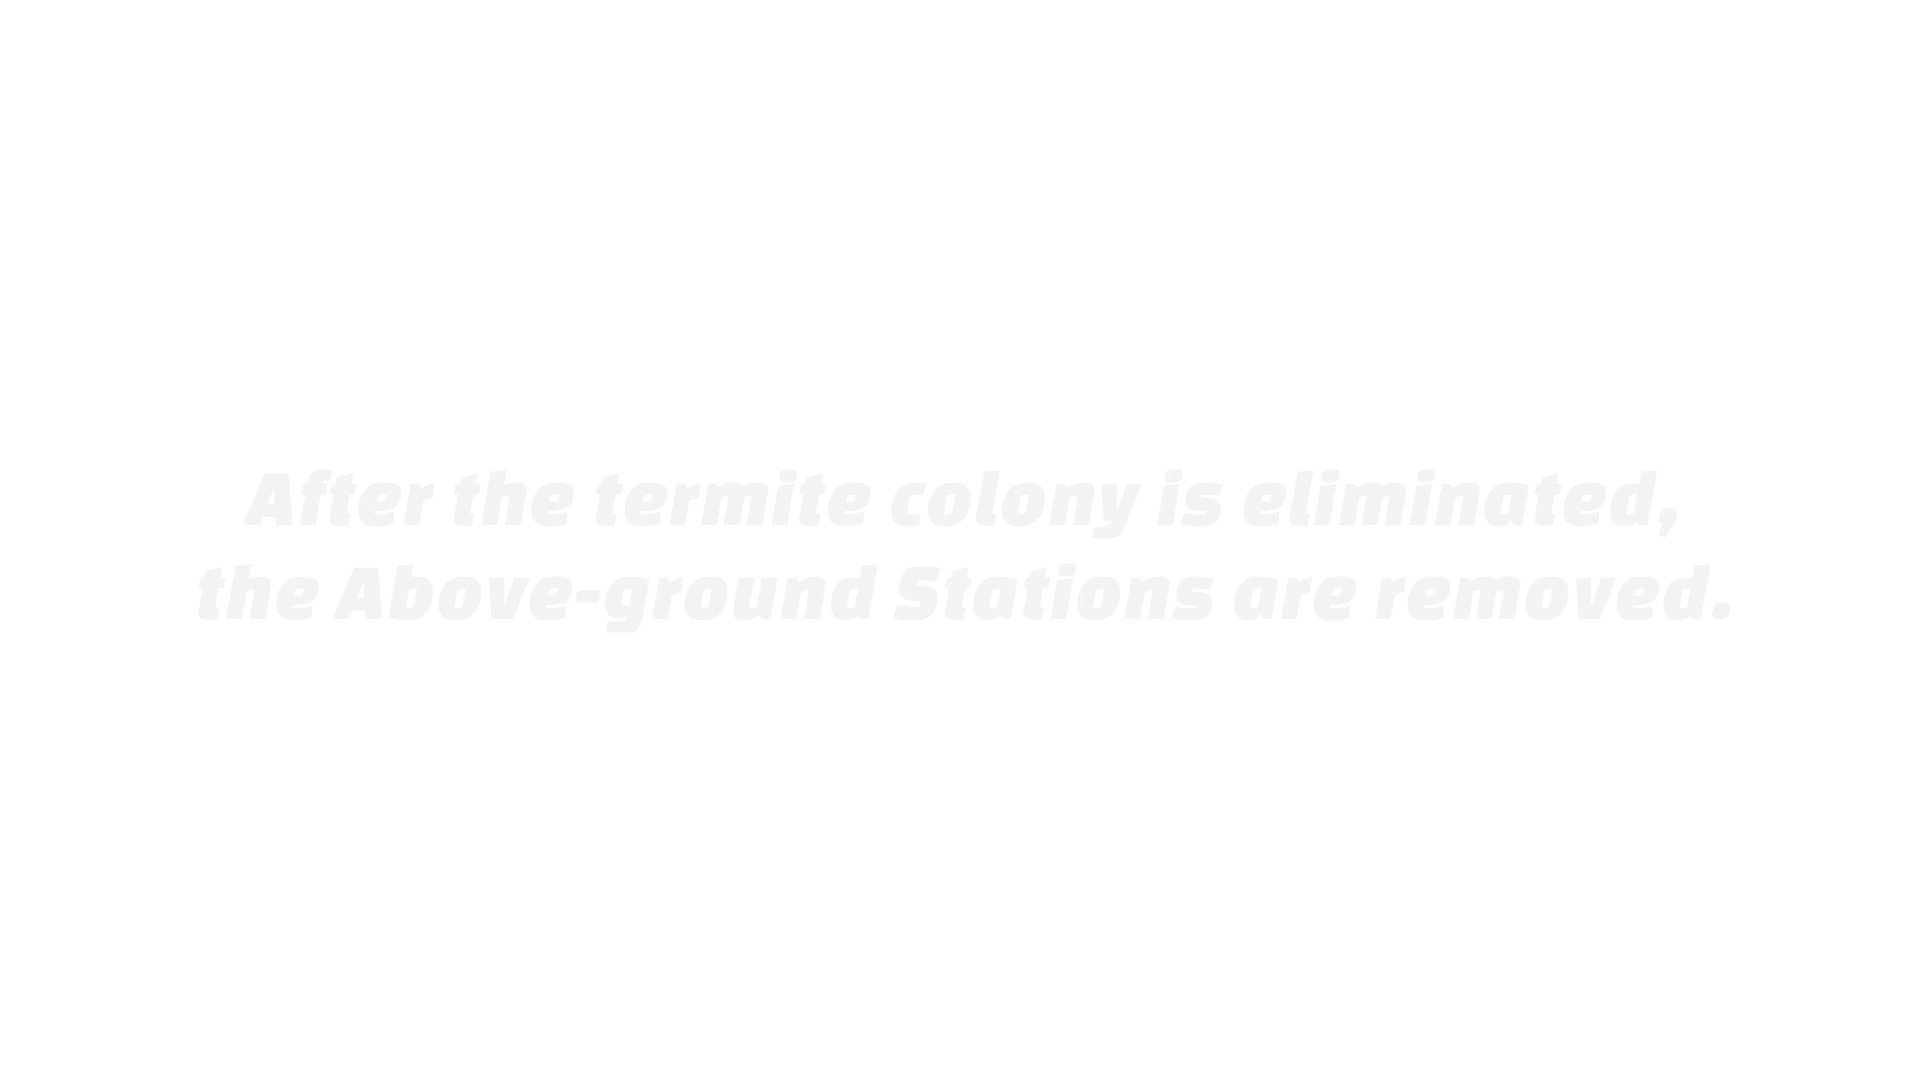 After the termite colony is eliminated,
the Above-ground Stations are removed.